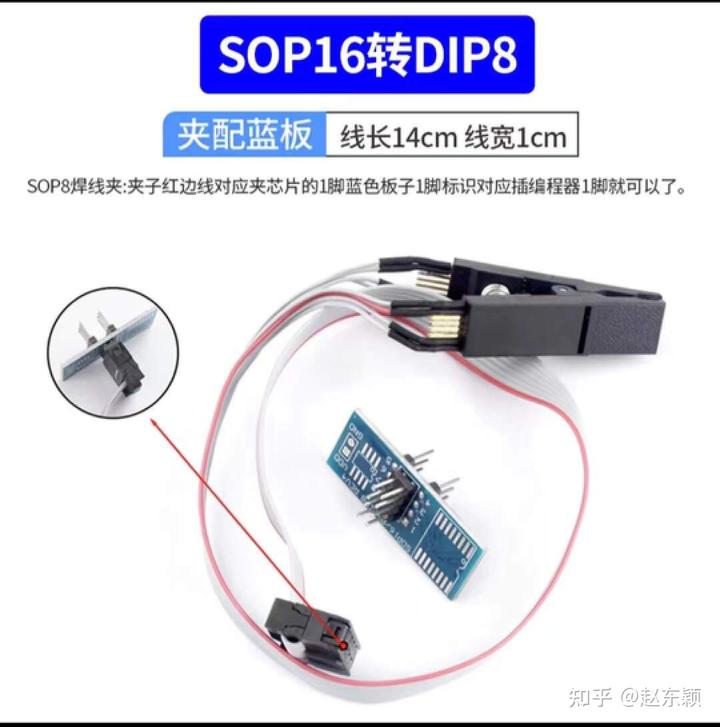 SOP16转DIP8
夹配蓝板 线长14cm 线宽1cm
SOP8焊线夹:夹子红边线对应夹芯片的1脚蓝色板子1脚标识对应插编程器1脚就可以了。
GND
VDD
知乎 @赵东颖